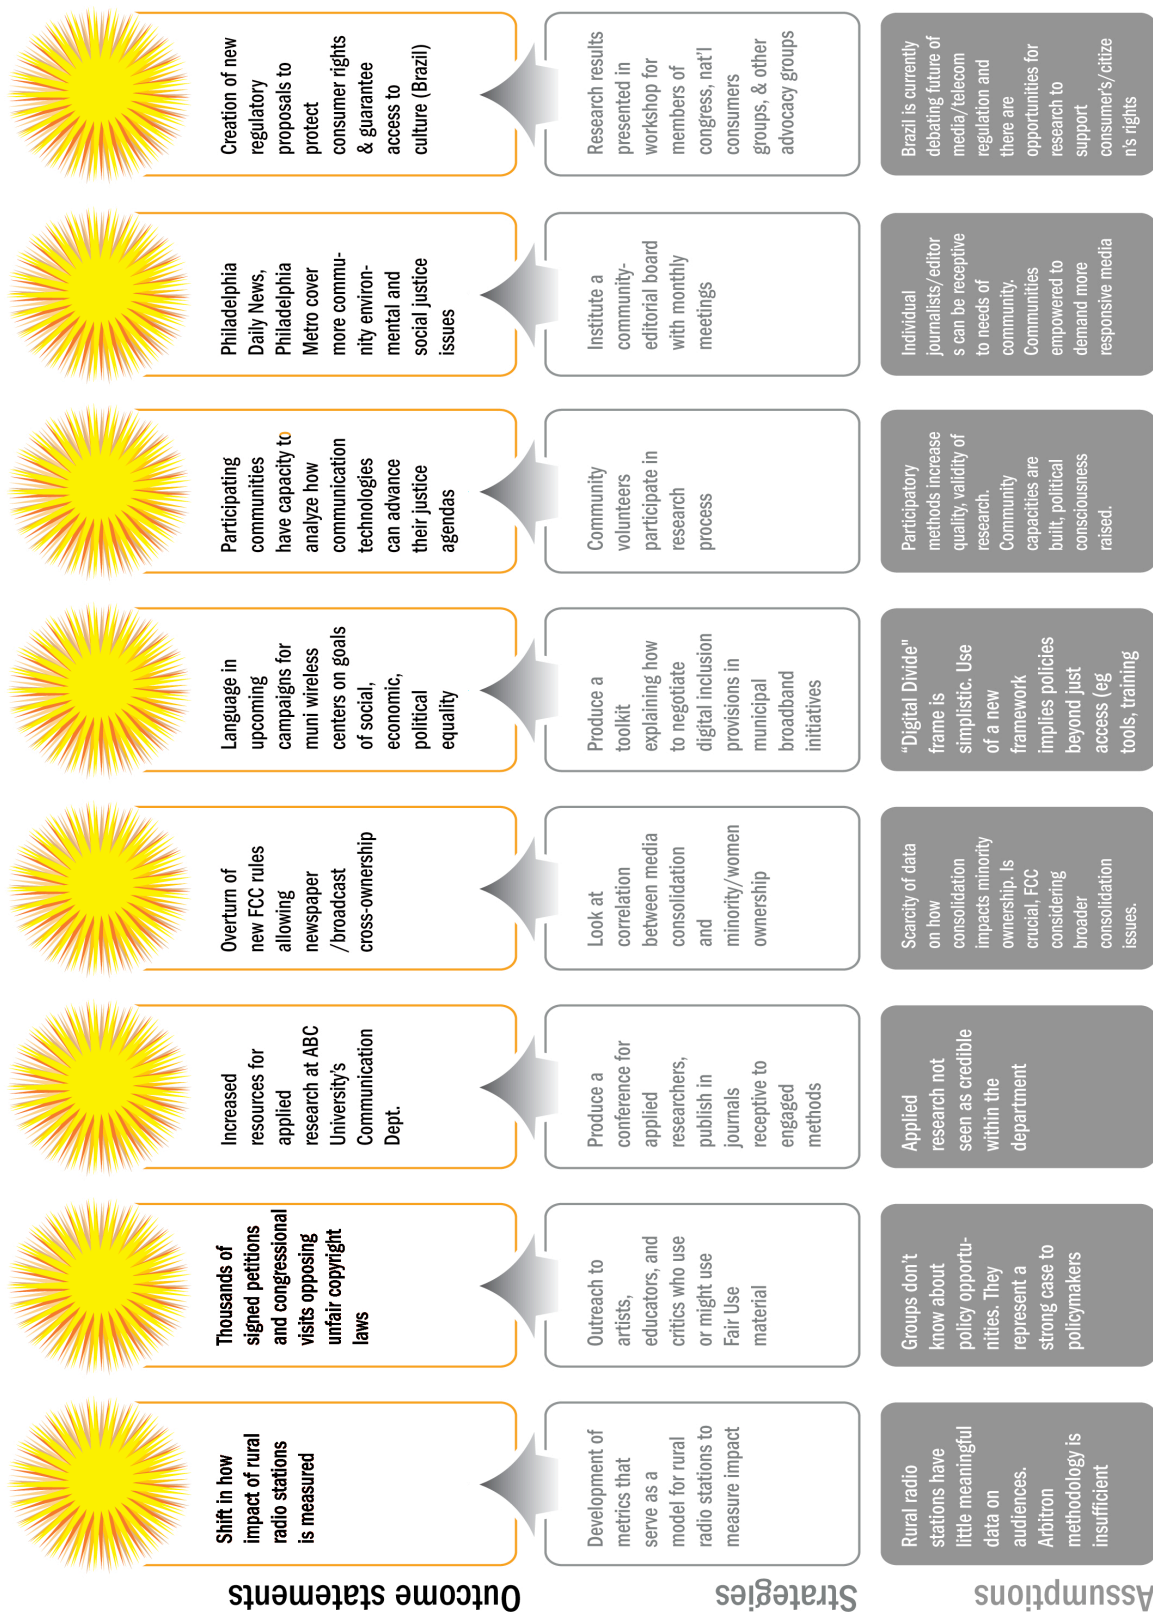 Outcome statements
Shift in how
impact of rural
radio stations
is measured
Thousands of
signed petitions
and congressional
visits opposing
unfair copyright
laws
Increased
resources for
applied
research at ABC
University's
Communication
Dept.
Overturn of
new FCC rules
allowing
newspaper
/broadcast
cross-ownership
Language in
upcoming
campaigns for
muni wireless
centers on goals
of social,
economic,
political
equality
Participating
communities
have capacity to
analyze how
communication
technologies
can advance
their justice
agendas
Philadelphia
Daily News,
Philadelphia
Metro cover
more commu-
nity environ-
mental and
social justice
issues
Creation of new
regulatory
proposals to
protect
consumer rights
& guarantee
access to
culture (Brazil)
Strategies
Development of
metrics that
serve as a
model for rural
radio stations to
measure impact
Outreach to
artists,
educators, and
critics who use
or might use
Fair Use
material
Produce a
conference for
applied
researchers,
publish in
journals
receptive to
engaged
methods
Look at
correlation
between media
consolidation
and
minority/women
ownership
Produce a
toolkit
explaining how
to negotiate
digital inclusion
provisions in
municipal
broadband
initiatives
Community
volunteers
participate in
research
process
Institute a
community-
editorial board
with monthly
meetings
Research results
presented in
workshop for
members of
congress, nat'l
consumers
groups, & other
advocacy groups
Assumptions
Rural radio
stations have
little meaningful
data on
audiences.
Arbitron
methodology is
insufficient
Groups don't
know about
policy opportu-
nities. They
represent a
strong case to
policymakers
Applied
research not
seen as credible
within the
department
Scarcity of data
on how
consolidation
impacts minority
ownership. Is
crucial, FCC
considering
broader
consolidation
issues.
“Digital Divide"
frame is
simplistic. Use
of a new
framework
implies policies
beyond just
access (eg
tools, training
Participatory
methods increase
quality, validity of
research.
Community
capacities are
built, political
consciousness
raised.
Individual
journalists/editor
s can be receptive
to needs of
community.
Communities
empowered to
demand more
responsive media
Brazil is currently
debating future of
media/telecom
regulation and
there are
opportunities for
research to
support
consumer's/citize
n's rights